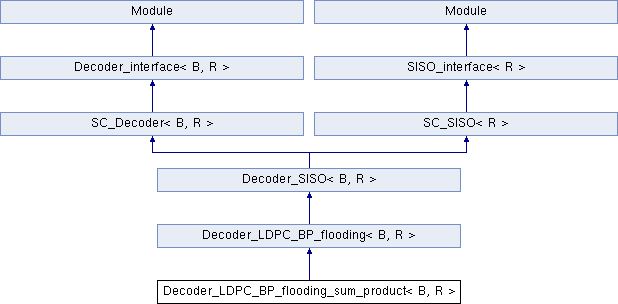 Module
Module
Decoder_interface< B, R >
SISO_interface< R >
SC_Decoder< B, R >
SC_SISO< R >
Decoder_SISO< B, R >
Decoder_LDPC_BP_flooding< B, R >
Decoder_LDPC_BP_flooding_sum_product< B, R >